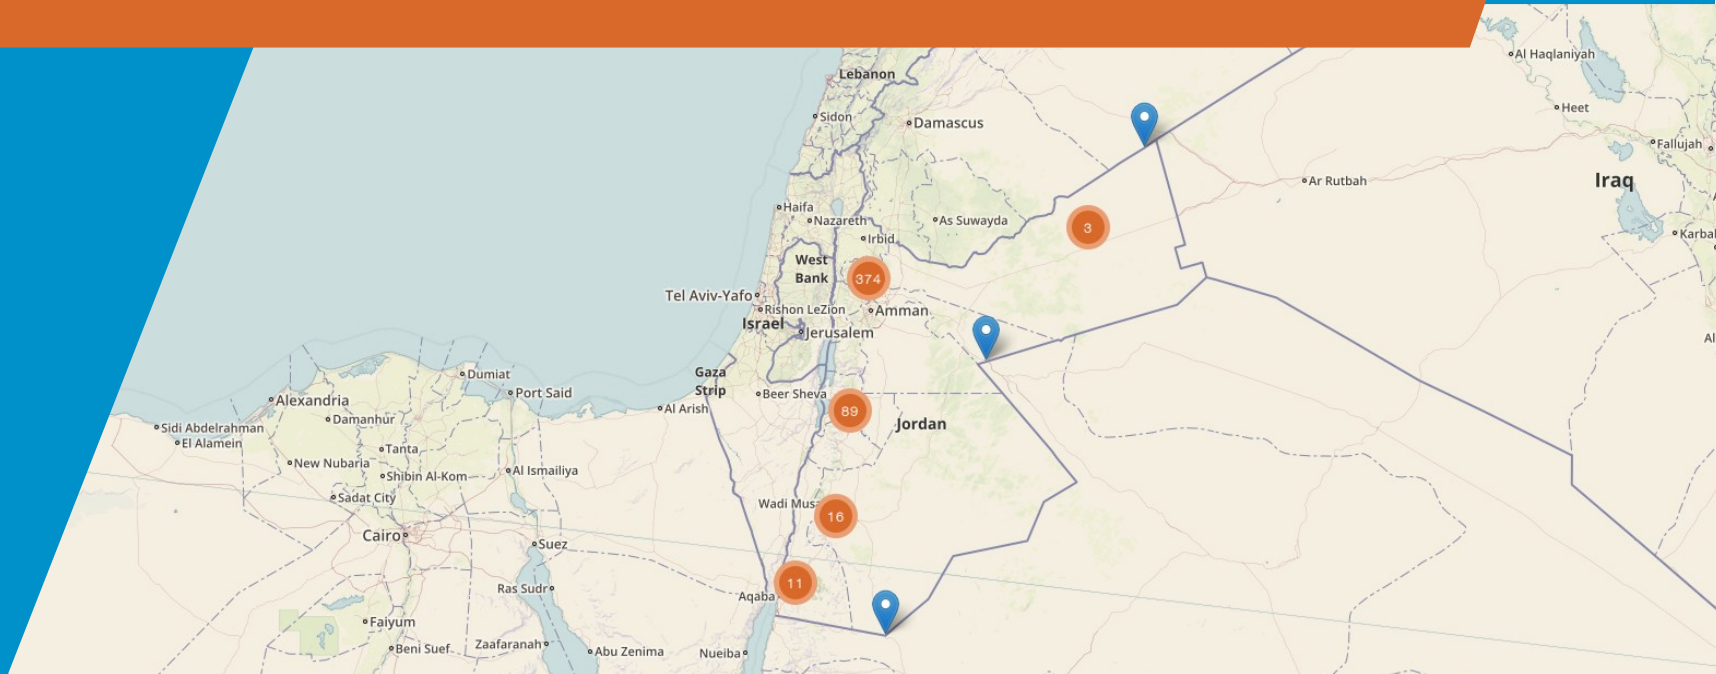 Lebanon
Al Haqlaniyah
Heet
Sidon
Damascus
Fallujah
Ar Rutbah
Iraq
Haifa
Nazareth
As Suwayda
3
Karbal
Irbid
West
Bank
374
Tel Aviv-Yafo
Rishon LeZion
Amman
Israel
Jerusalem
Al
Gaza
Strip
Dumiat
Port Said
Beer Sheva
Alexandria
Al Arish
89
Damanhur
Jordan
Sidi Abdelrahman
El Alamein
Tanta
New Nubaria
Shibin Al-Kom
Al Ismailiya
Sadat City
Wadi Mus
16
Cairo
Suez
11
Ras Sudr
Aqaba
Faiyum
Beni Suef
Zaafaranah
Abu Zenima
Nueiba